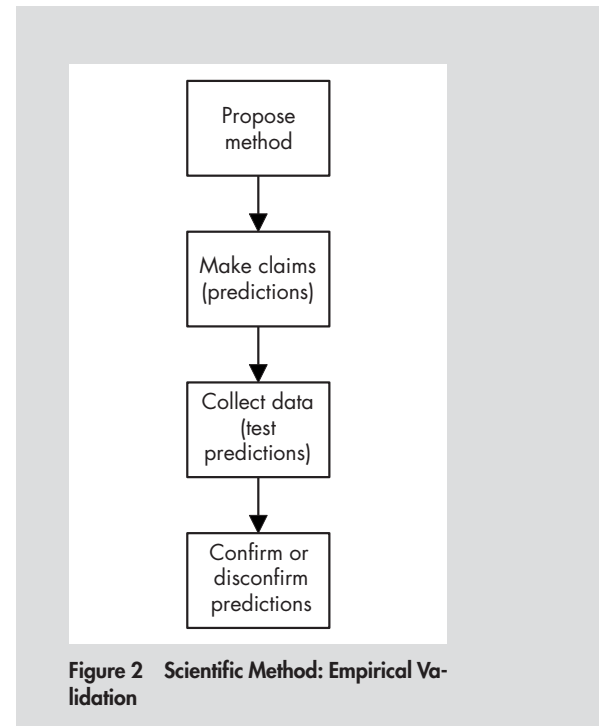 Propose
method
Make claims
(predictions)
Collect data
(test
predictions)
Confirm or
disconfirm
predictions
Figure 2 Scientific Method: Empirical Va-
lidation